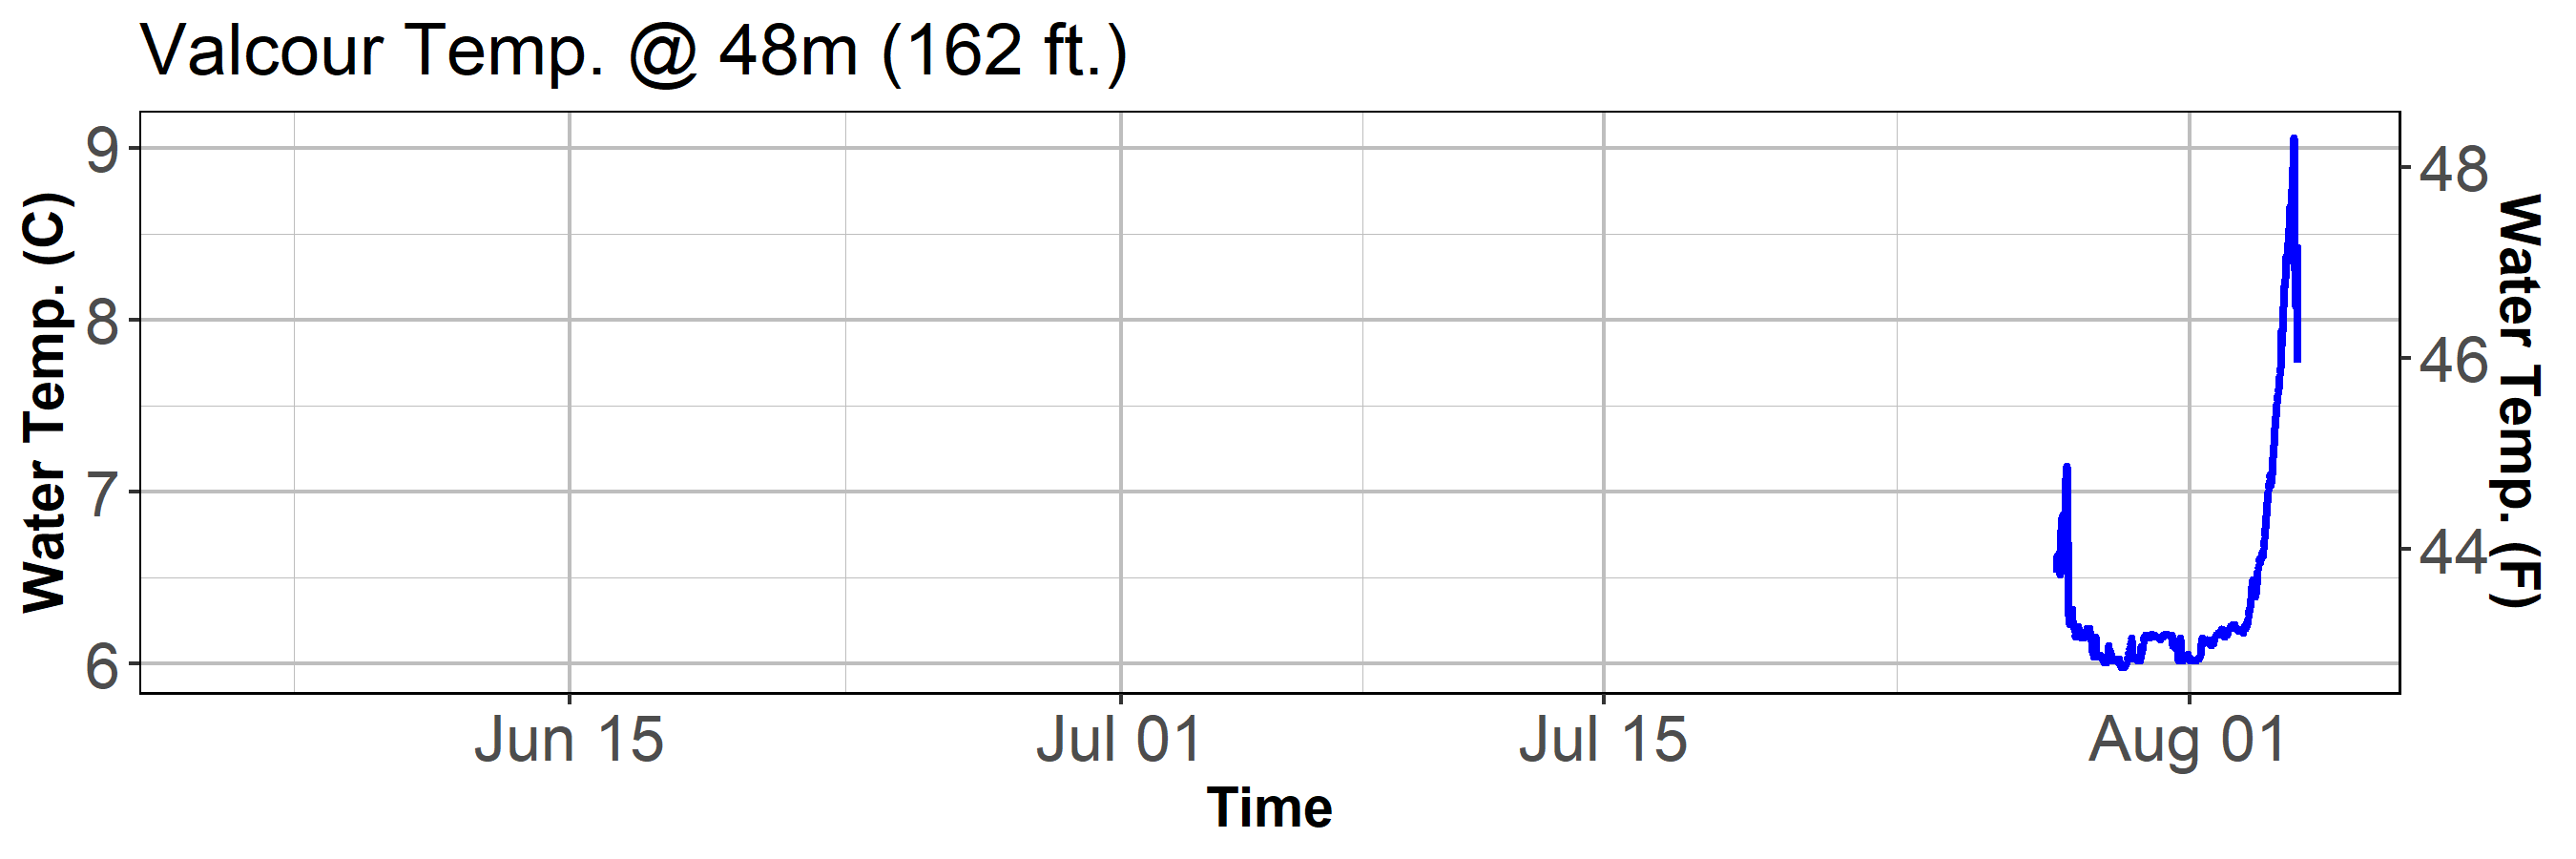 Valcour Temp. @ 48m (162 ft.)
Water Temp. (C)
9
8
7
6
48
46
44
Water Temp. (F)
Jun 15 Jul 01 Jul 15 Aug 01
Time